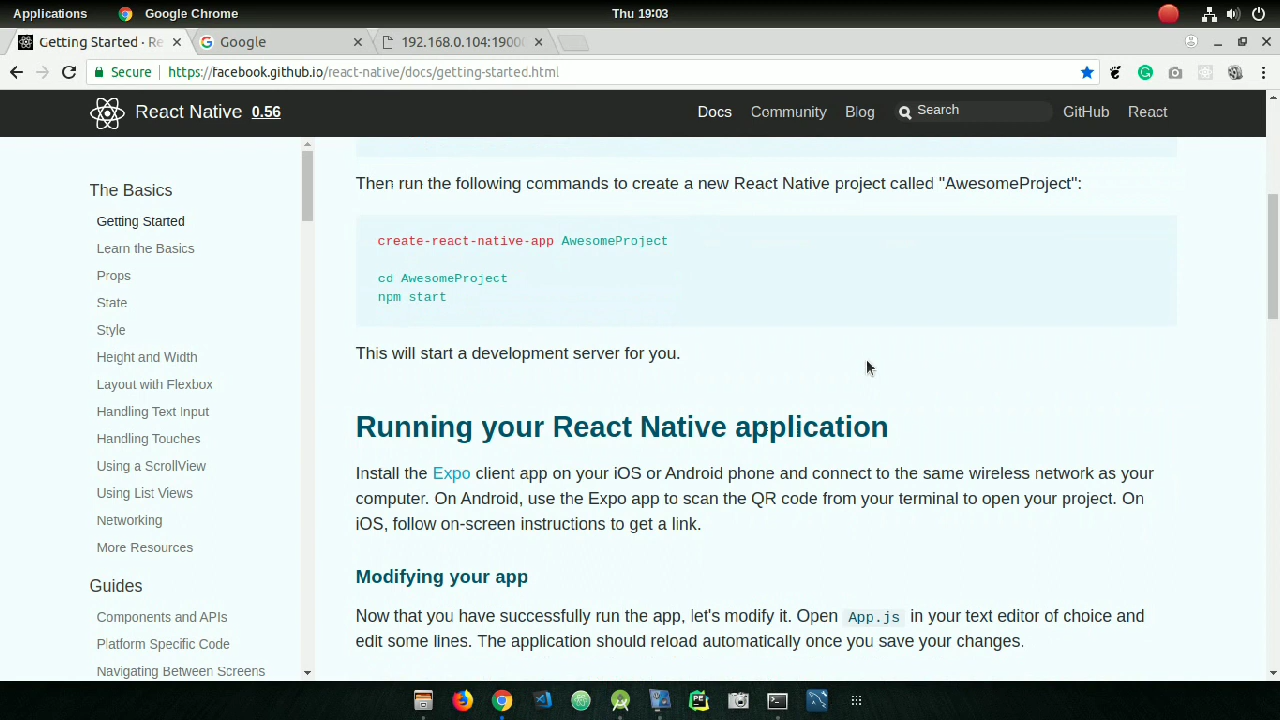 Applications
Google Chrome
Thu 19:03
Getting Started · Re
Google
192.168.0.104:1900
Secure
https://facebook.github.io/react-native/docs/getting-started.html
React Native 0.56
Docs
Community
Blog
Search
GitHub
React
The Basics
Getting Started
Learn the Basics
Props
State
Style
Height and Width
Layout with Flexbox
Handling Text Input
Handling Touches
Using a ScrollView
Using List Views
Networking
More Resources
Guides
Components and APIs
Platform Specific Code
Navigating Between Screens
Then run the following commands to create a new React Native project called "AwesomeProject":
create-react-native-app AwesomeProject
cd AwesomeProject
npm start
This will start a development server for you.
Running your React Native application
Install the Expo client app on your iOS or Android phone and connect to the same wireless network as your
computer. On Android, use the Expo app to scan the QR code from your terminal to open your project. On
iOS, follow on-screen instructions to get a link.
Modifying your app
Now that you have successfully run the app, let's modify it. Open App.js in your text editor of choice and
edit some lines. The application should reload automatically once you save your changes.